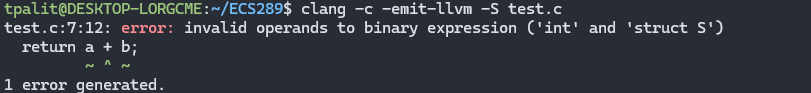 tpalit@DESKTOP-LORGCME:~/ECS289$ clang -c -emit-llvm -S test.c
test.c:7:12: error: invalid operands to binary expression ('int' and 'struct S')
  return a + b;
         ~ ^ ~
1 error generated.